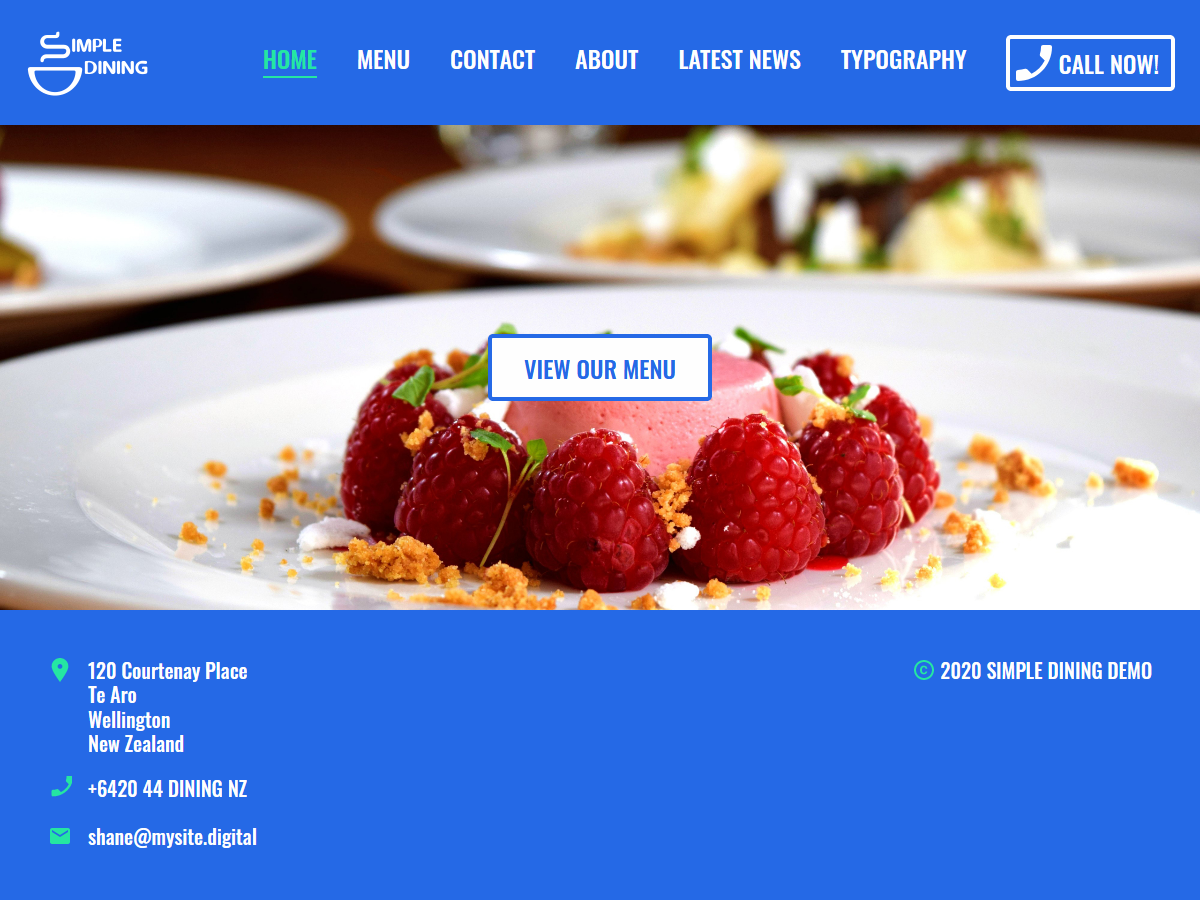 SIMPLE
DINING
HOME MENU CONTACT ABOUT LATEST NEWS TYPOGRAPHY CALL NOW!
VIEW OUR MENU
120 Courtenay Place
Te Aro
Wellington
New Zealand
+6420 44 DINING NZ
shane@mysite.digital
© 2020 SIMPLE DINING DEMO